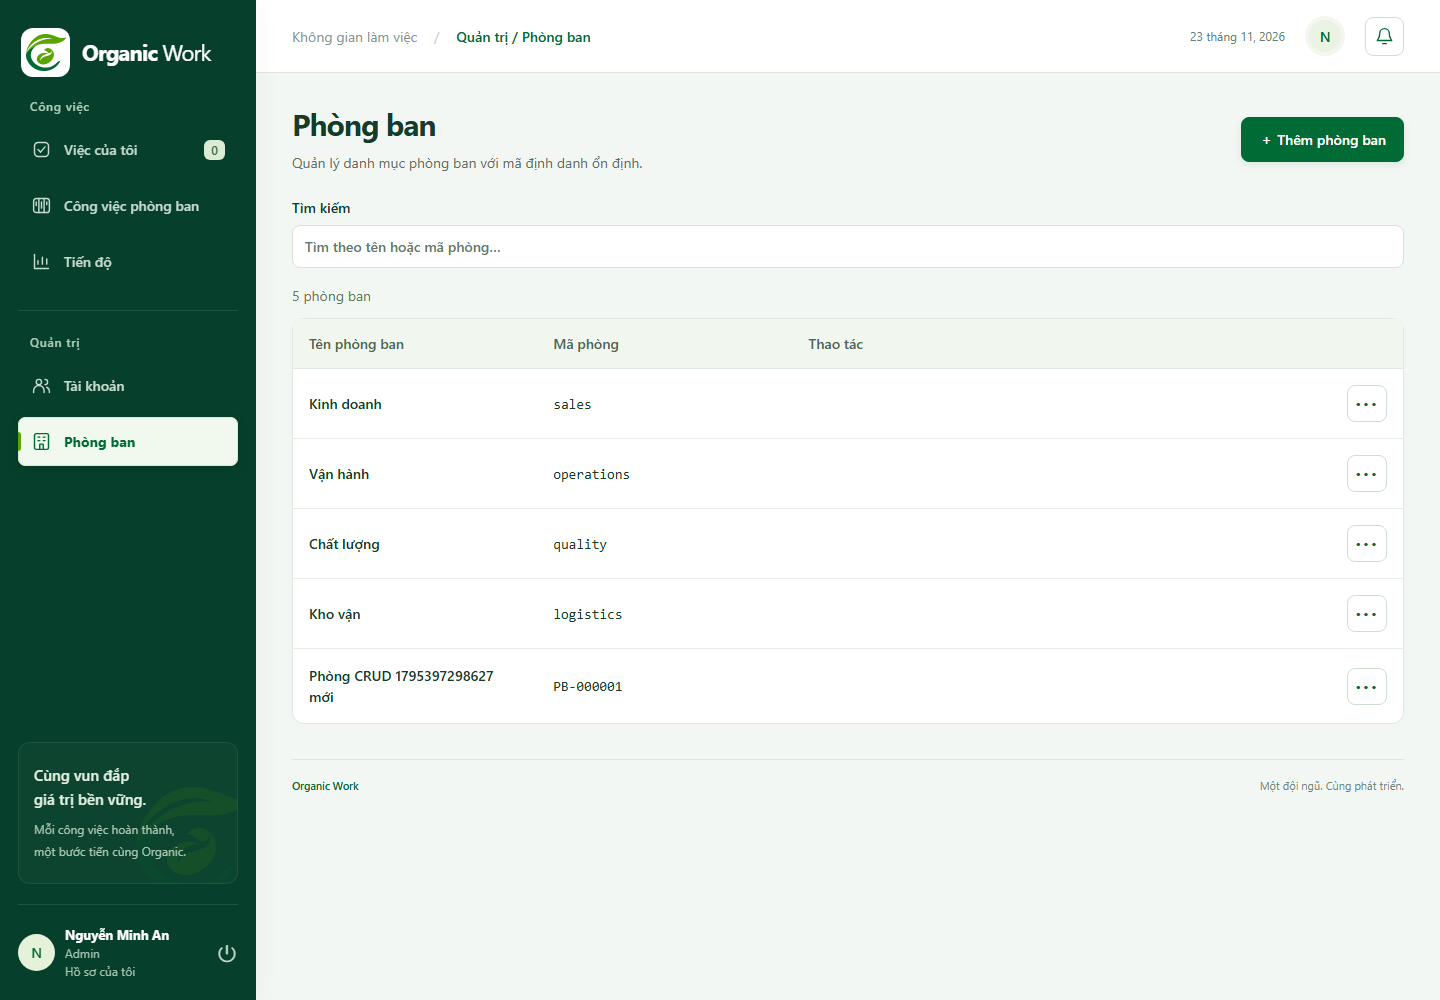 Organic Work
Công việc
Việc của tôi 0
Công việc phòng ban
Tiến độ
Quản trị
Tài khoản
Phòng ban
Cùng vun đắp
giá trị bền vững.
Mỗi công việc hoàn thành,
một bước tiến cùng Organic.
N
Nguyễn Minh An
Admin
Hồ sơ của tôi
Không gian làm việc / Quản trị / Phòng ban
23 tháng 11, 2026
N
Phòng ban
Quản lý danh mục phòng ban với mã định danh ổn định.
+ Thêm phòng ban
Tìm kiếm
Tìm theo tên hoặc mã phòng...
5 phòng ban
Tên phòng ban Mã phòng Thao tác
Kinh doanh sales
Vận hành operations
Chất lượng quality
Kho vận logistics
Phòng CRUD 1795397298627
mới
PB-000001
Organic Work
Một đội ngũ. Cùng phát triển.